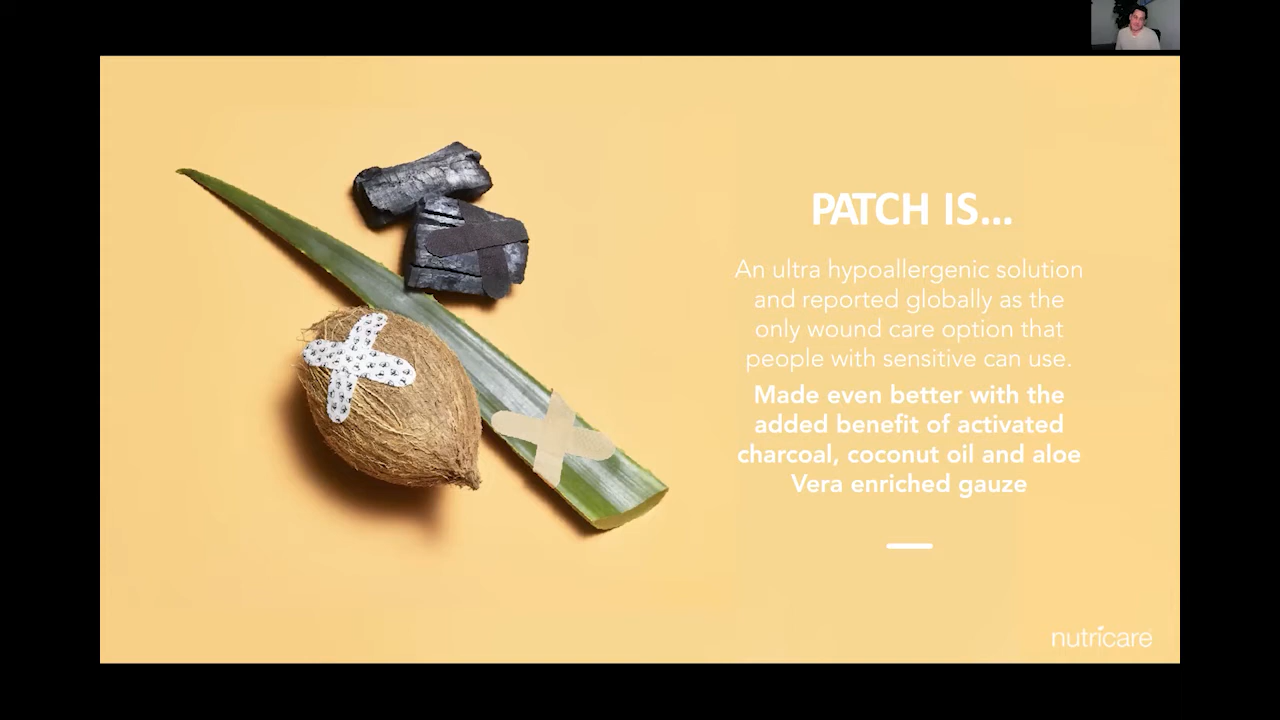 PATCH IS...
An ultra hypoallergenic solution
and reported globally as the
only wound care option that
people with sensitive can use.
Made even better with the
added benefit of activated
charcoal, coconut oil and aloe
Vera enriched gauze
nutricare